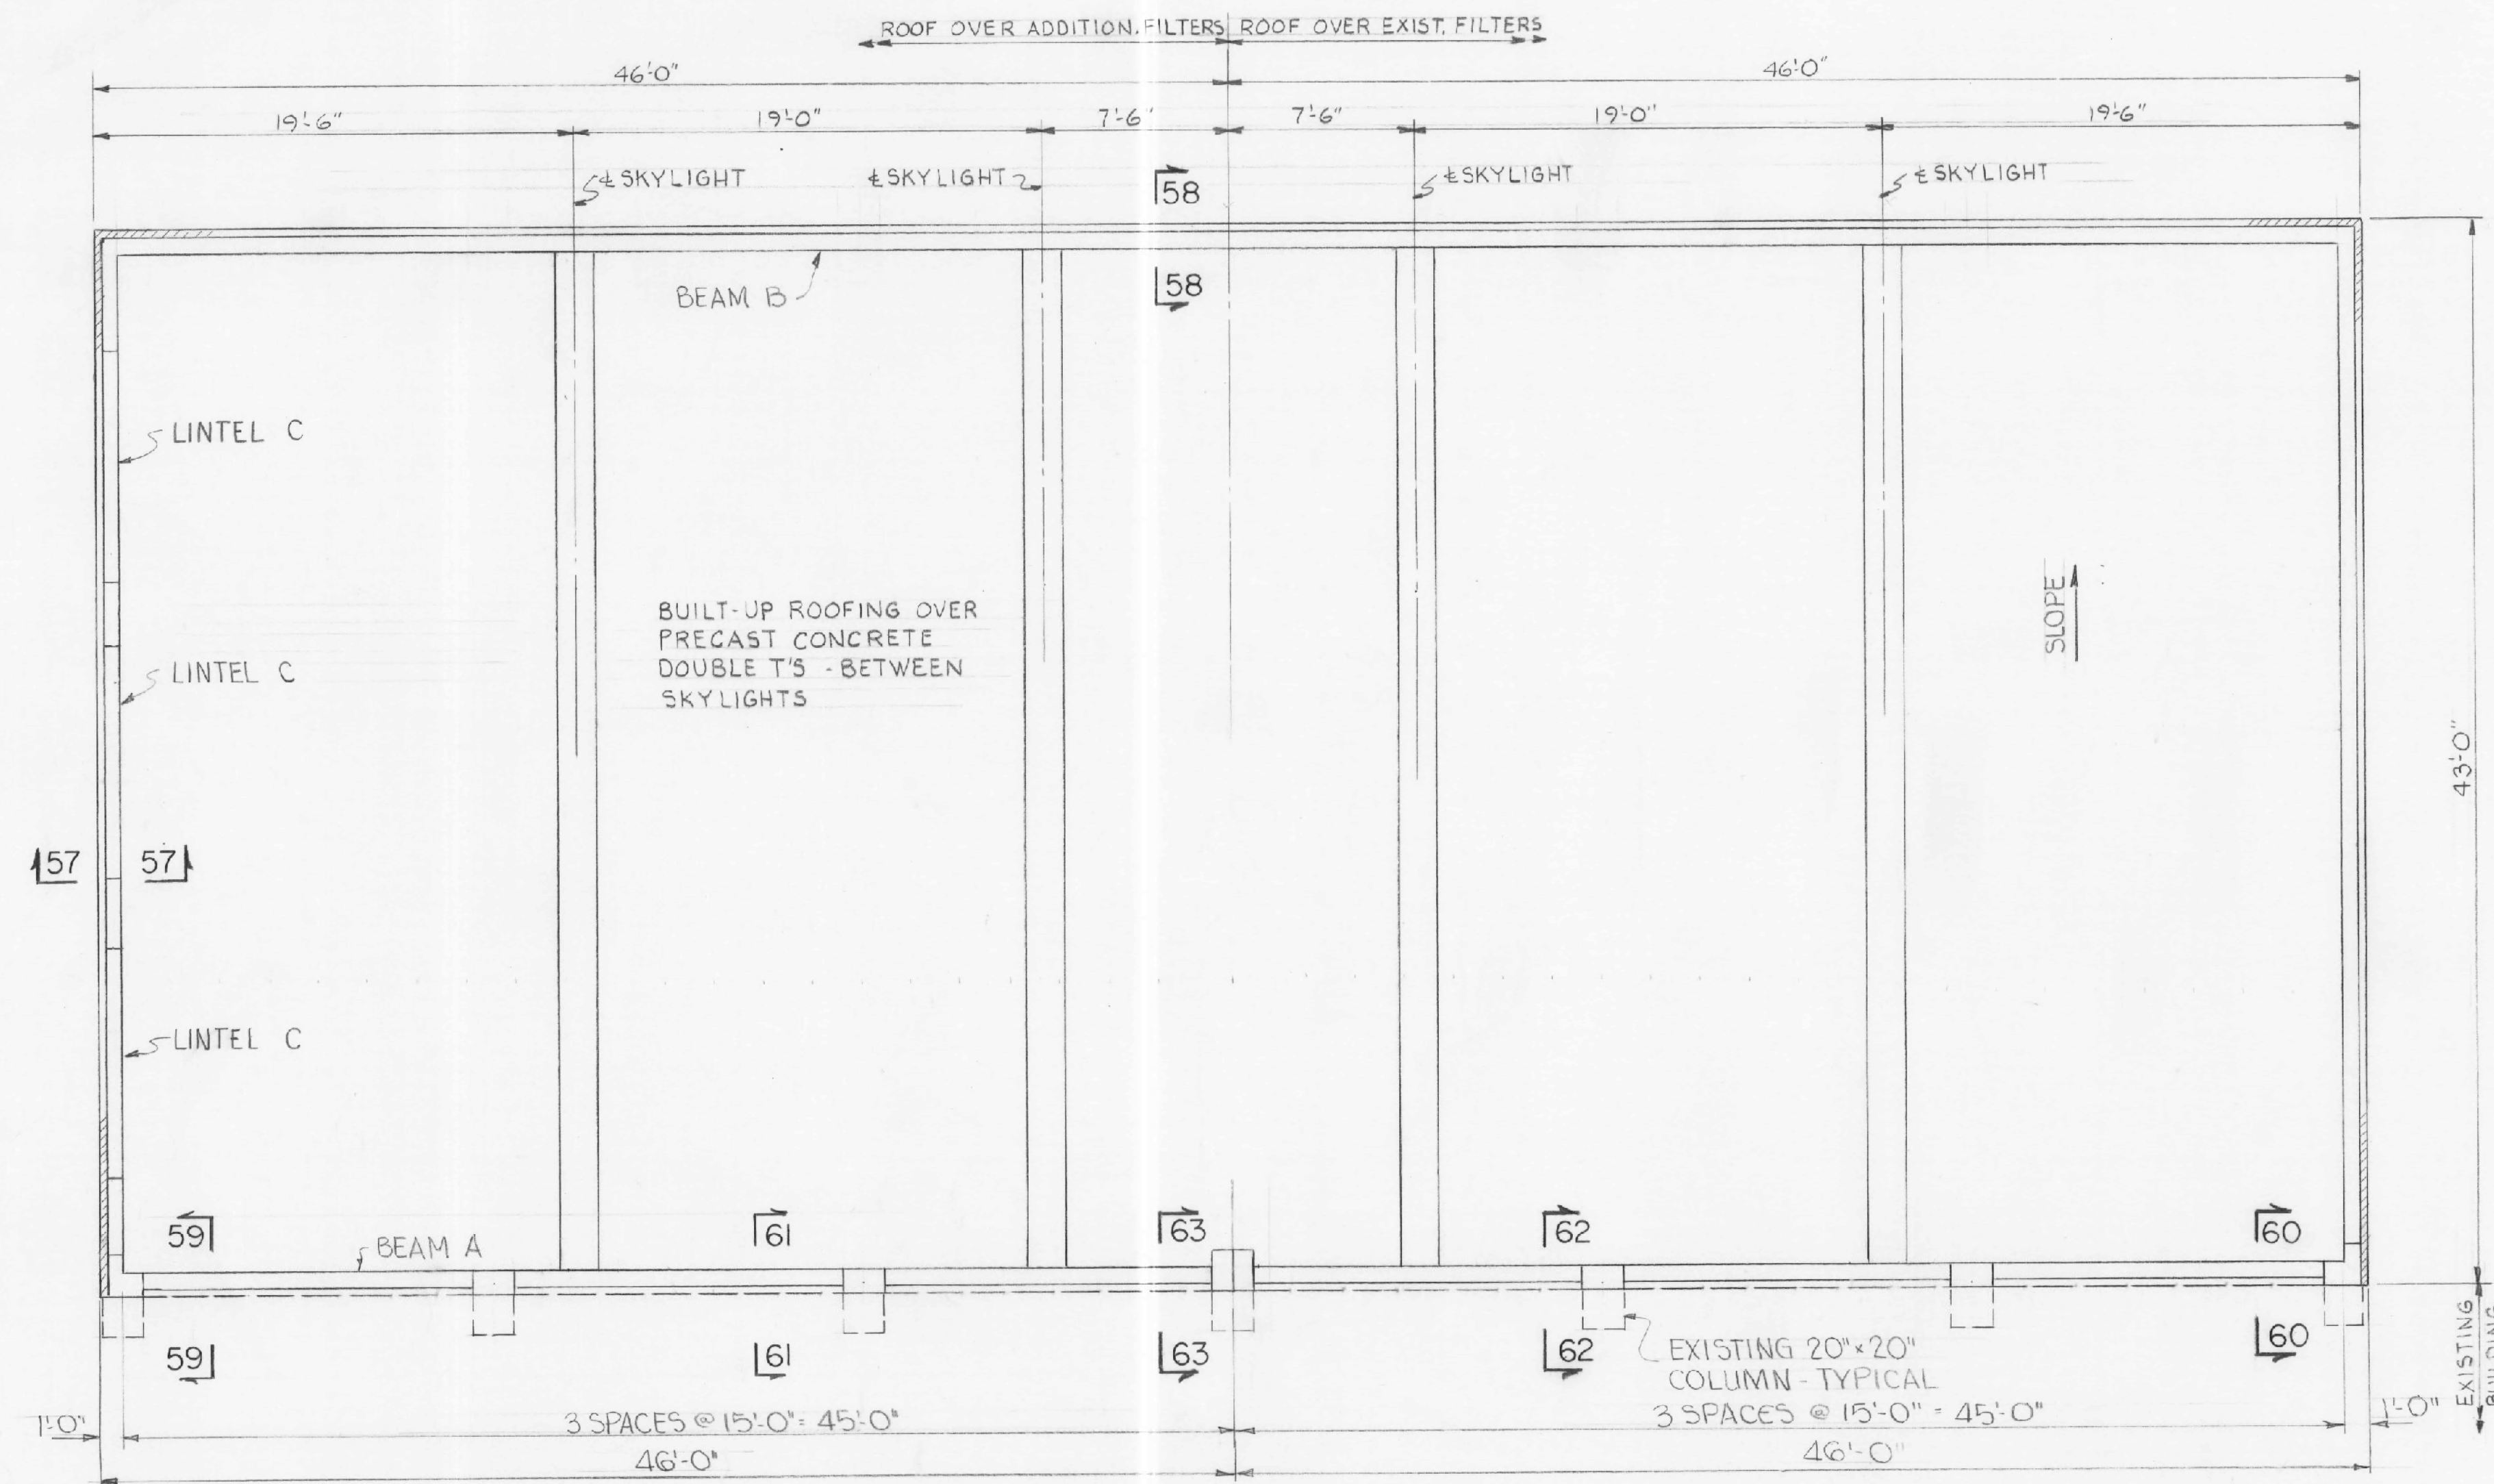 ROOF OVER ADDITION. FILTERS ROOF OVER EXIST. FILTERS
46'-0" 46'-0"
19'-6" 19'-0" 7'-6" 7'-6" 19'-0" 19'-6"
℄ SKYLIGHT ℄ SKYLIGHT ℄ SKYLIGHT ℄ SKYLIGHT
58
58
BEAM B
LINTEL C
BUILT-UP ROOFING OVER
PRECAST CONCRETE
DOUBLE T'S - BETWEEN
SKYLIGHTS
SLOPE
LINTEL C
43'-0"
57 57
LINTEL C
59 61 63 62 60
BEAM A
59 61 63 62 60
EXISTING 20"x20"
COLUMN - TYPICAL
EXISTING
BUILDING
1'-0" 3 SPACES @ 15'-0" = 45'-0" 3 SPACES @ 15'-0" = 45'-0" 1'-0"
46'-0" 46'-0"